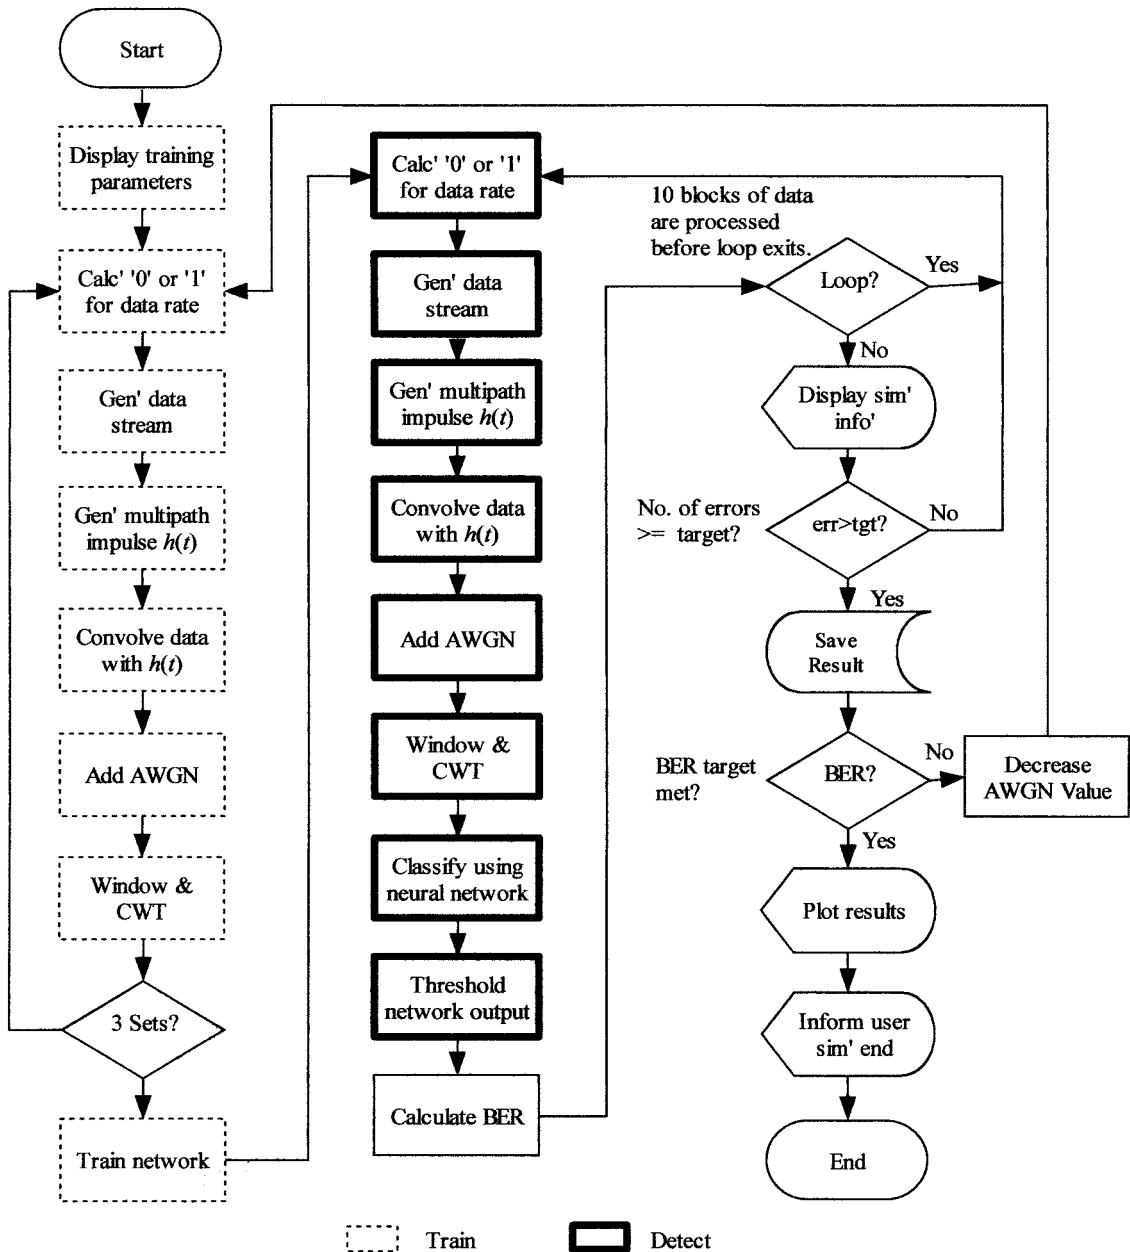 Start
Display training
parameters
Calc' '0' or '1'
for data rate
Gen' data
stream
Gen' multipath
impulse h(t)
Convolve data
with h(t)
Add AWGN
Window &
CWT
3 Sets?
Train network
Calc' '0' or '1'
for data rate
Gen' data
stream
Gen' multipath
impulse h(t)
Convolve data
with h(t)
Add AWGN
Window &
CWT
Classify using
neural network
Threshold
network output
Calculate BER
10 blocks of data
are processed
before loop exits.
Loop?
Yes
No
Display sim'
info'
No. of errors
>= target?
err>tgt?
No
Yes
Save
Result
BER target
met?
BER?
No
Decrease
AWGN Value
Yes
Plot results
Inform user
sim' end
End
Train
Detect